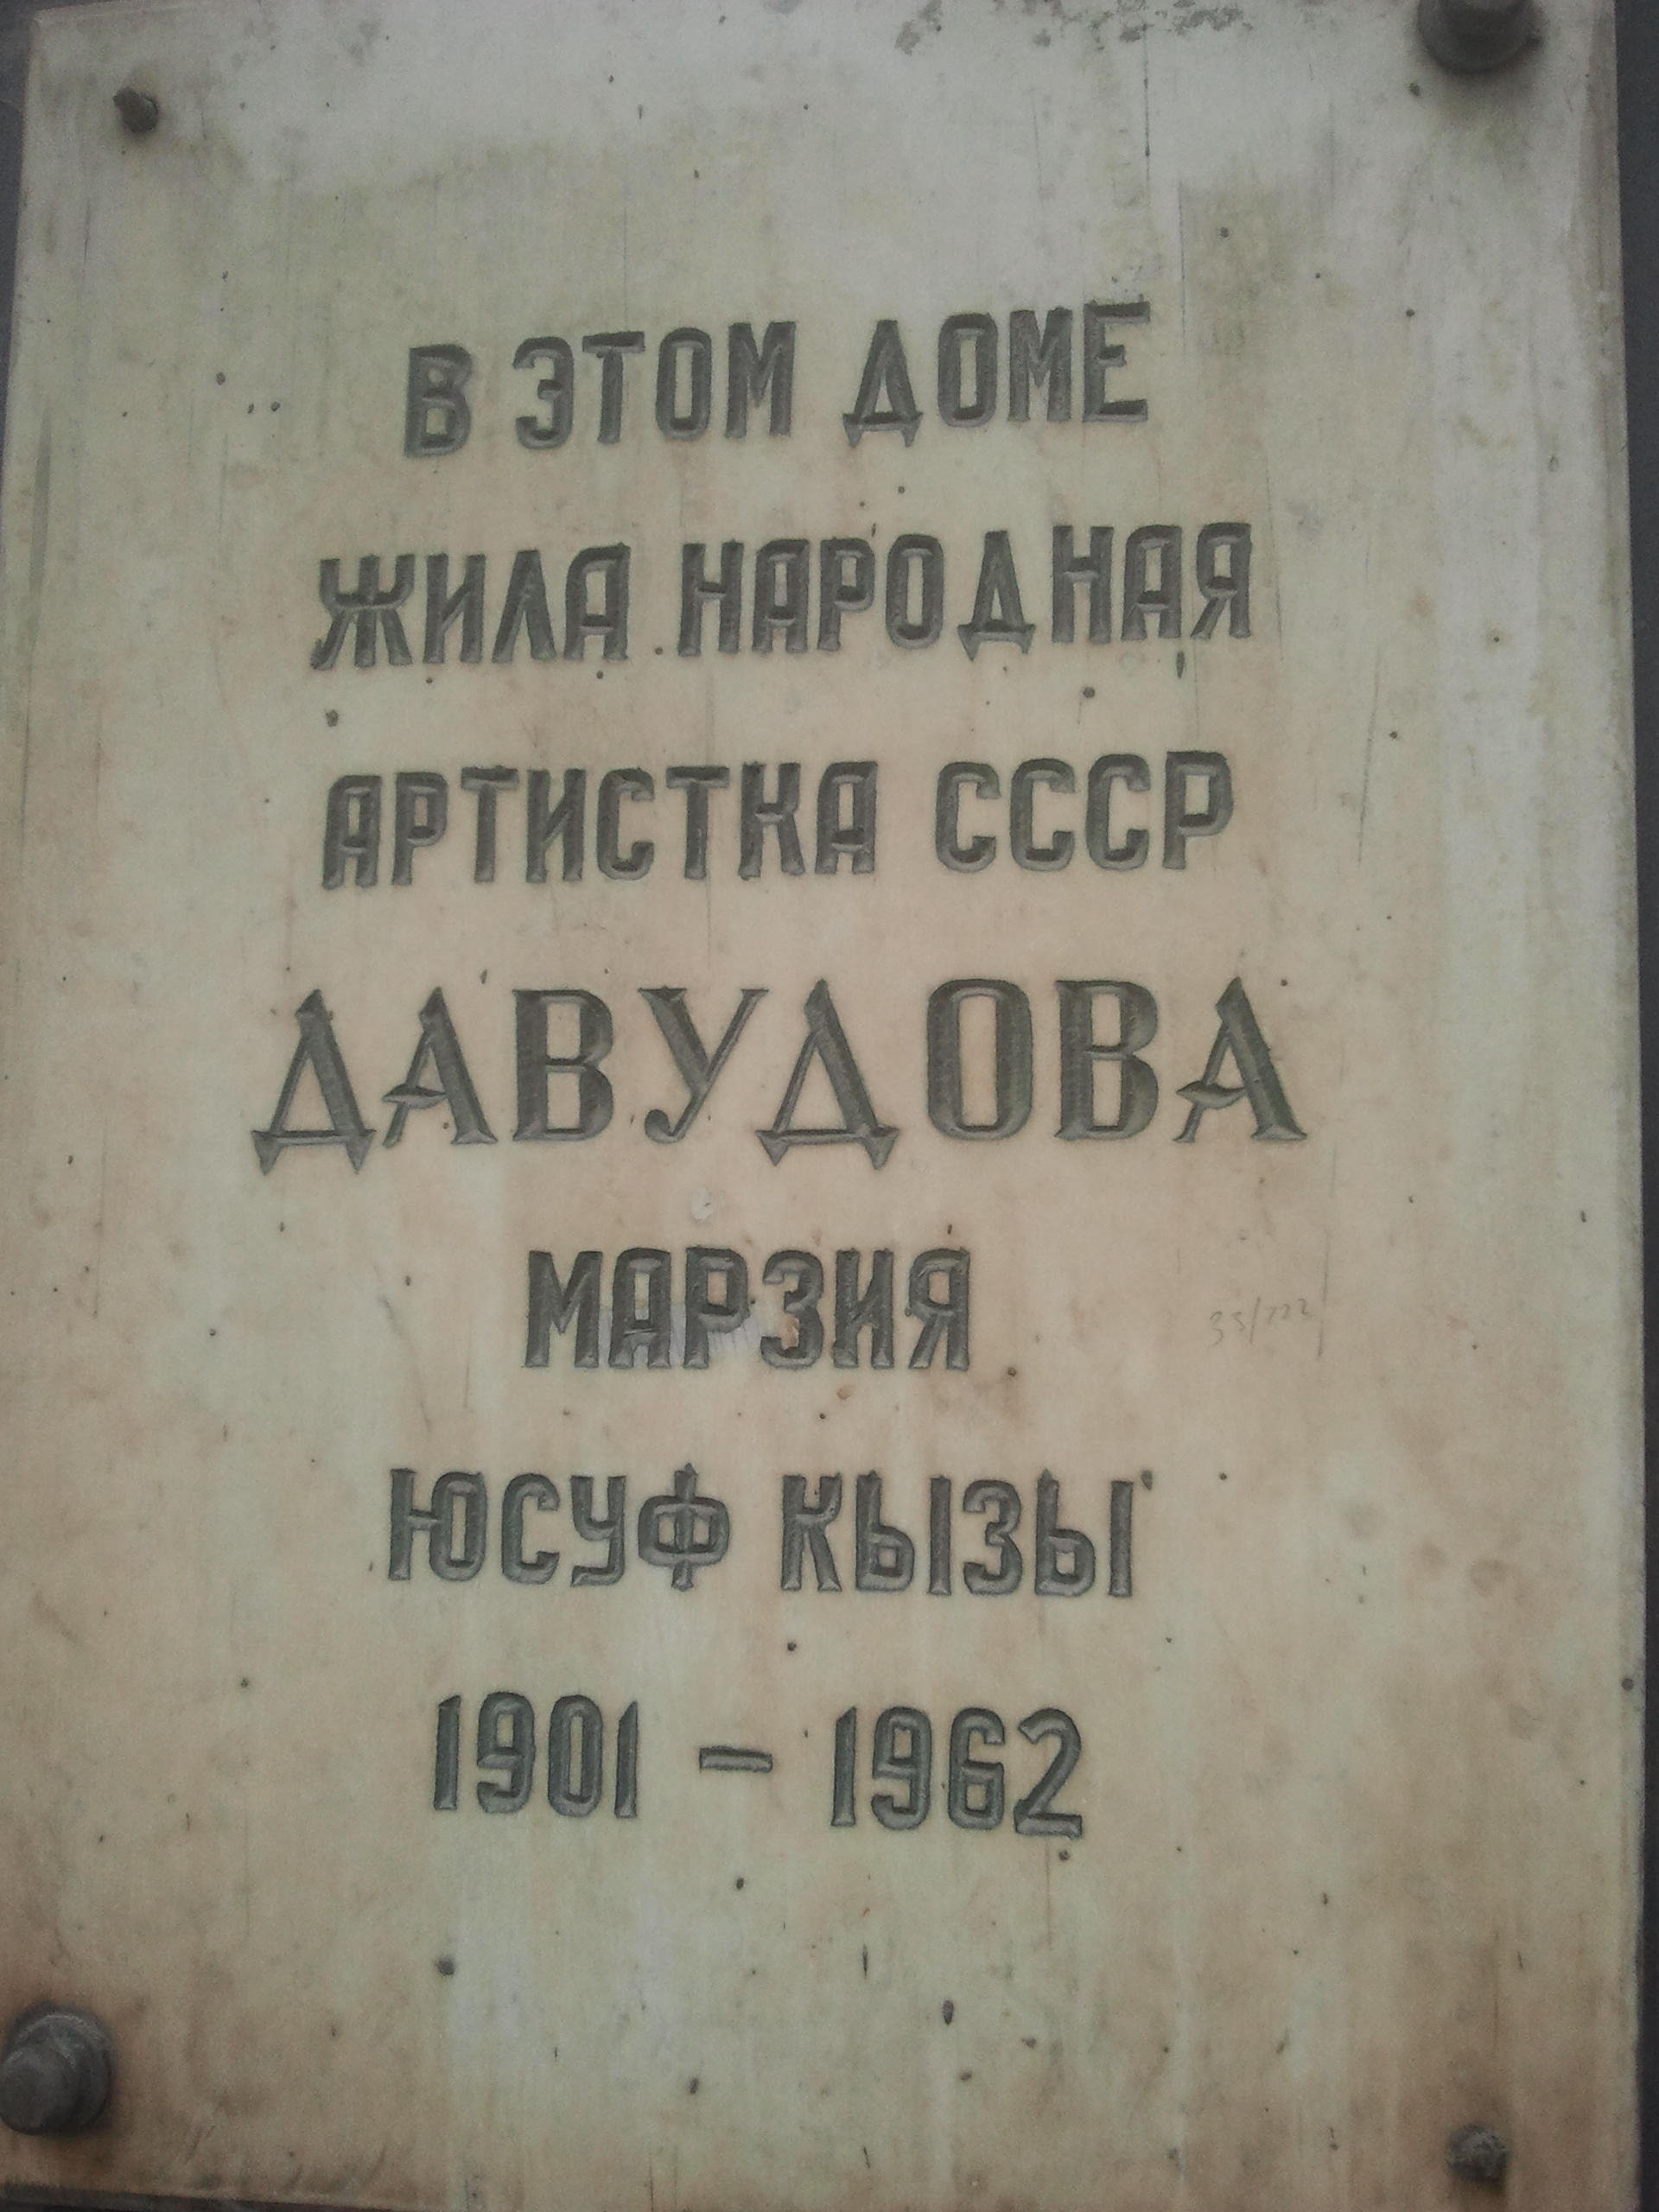 В ЭТОМ ДОМЕ
ЖИЛА НАРОДНАЯ
АРТИСТКА СССР
ДАВУДОВА
МАРЗИЯ
ЮСУФ КЫЗЫ
1901 – 1962